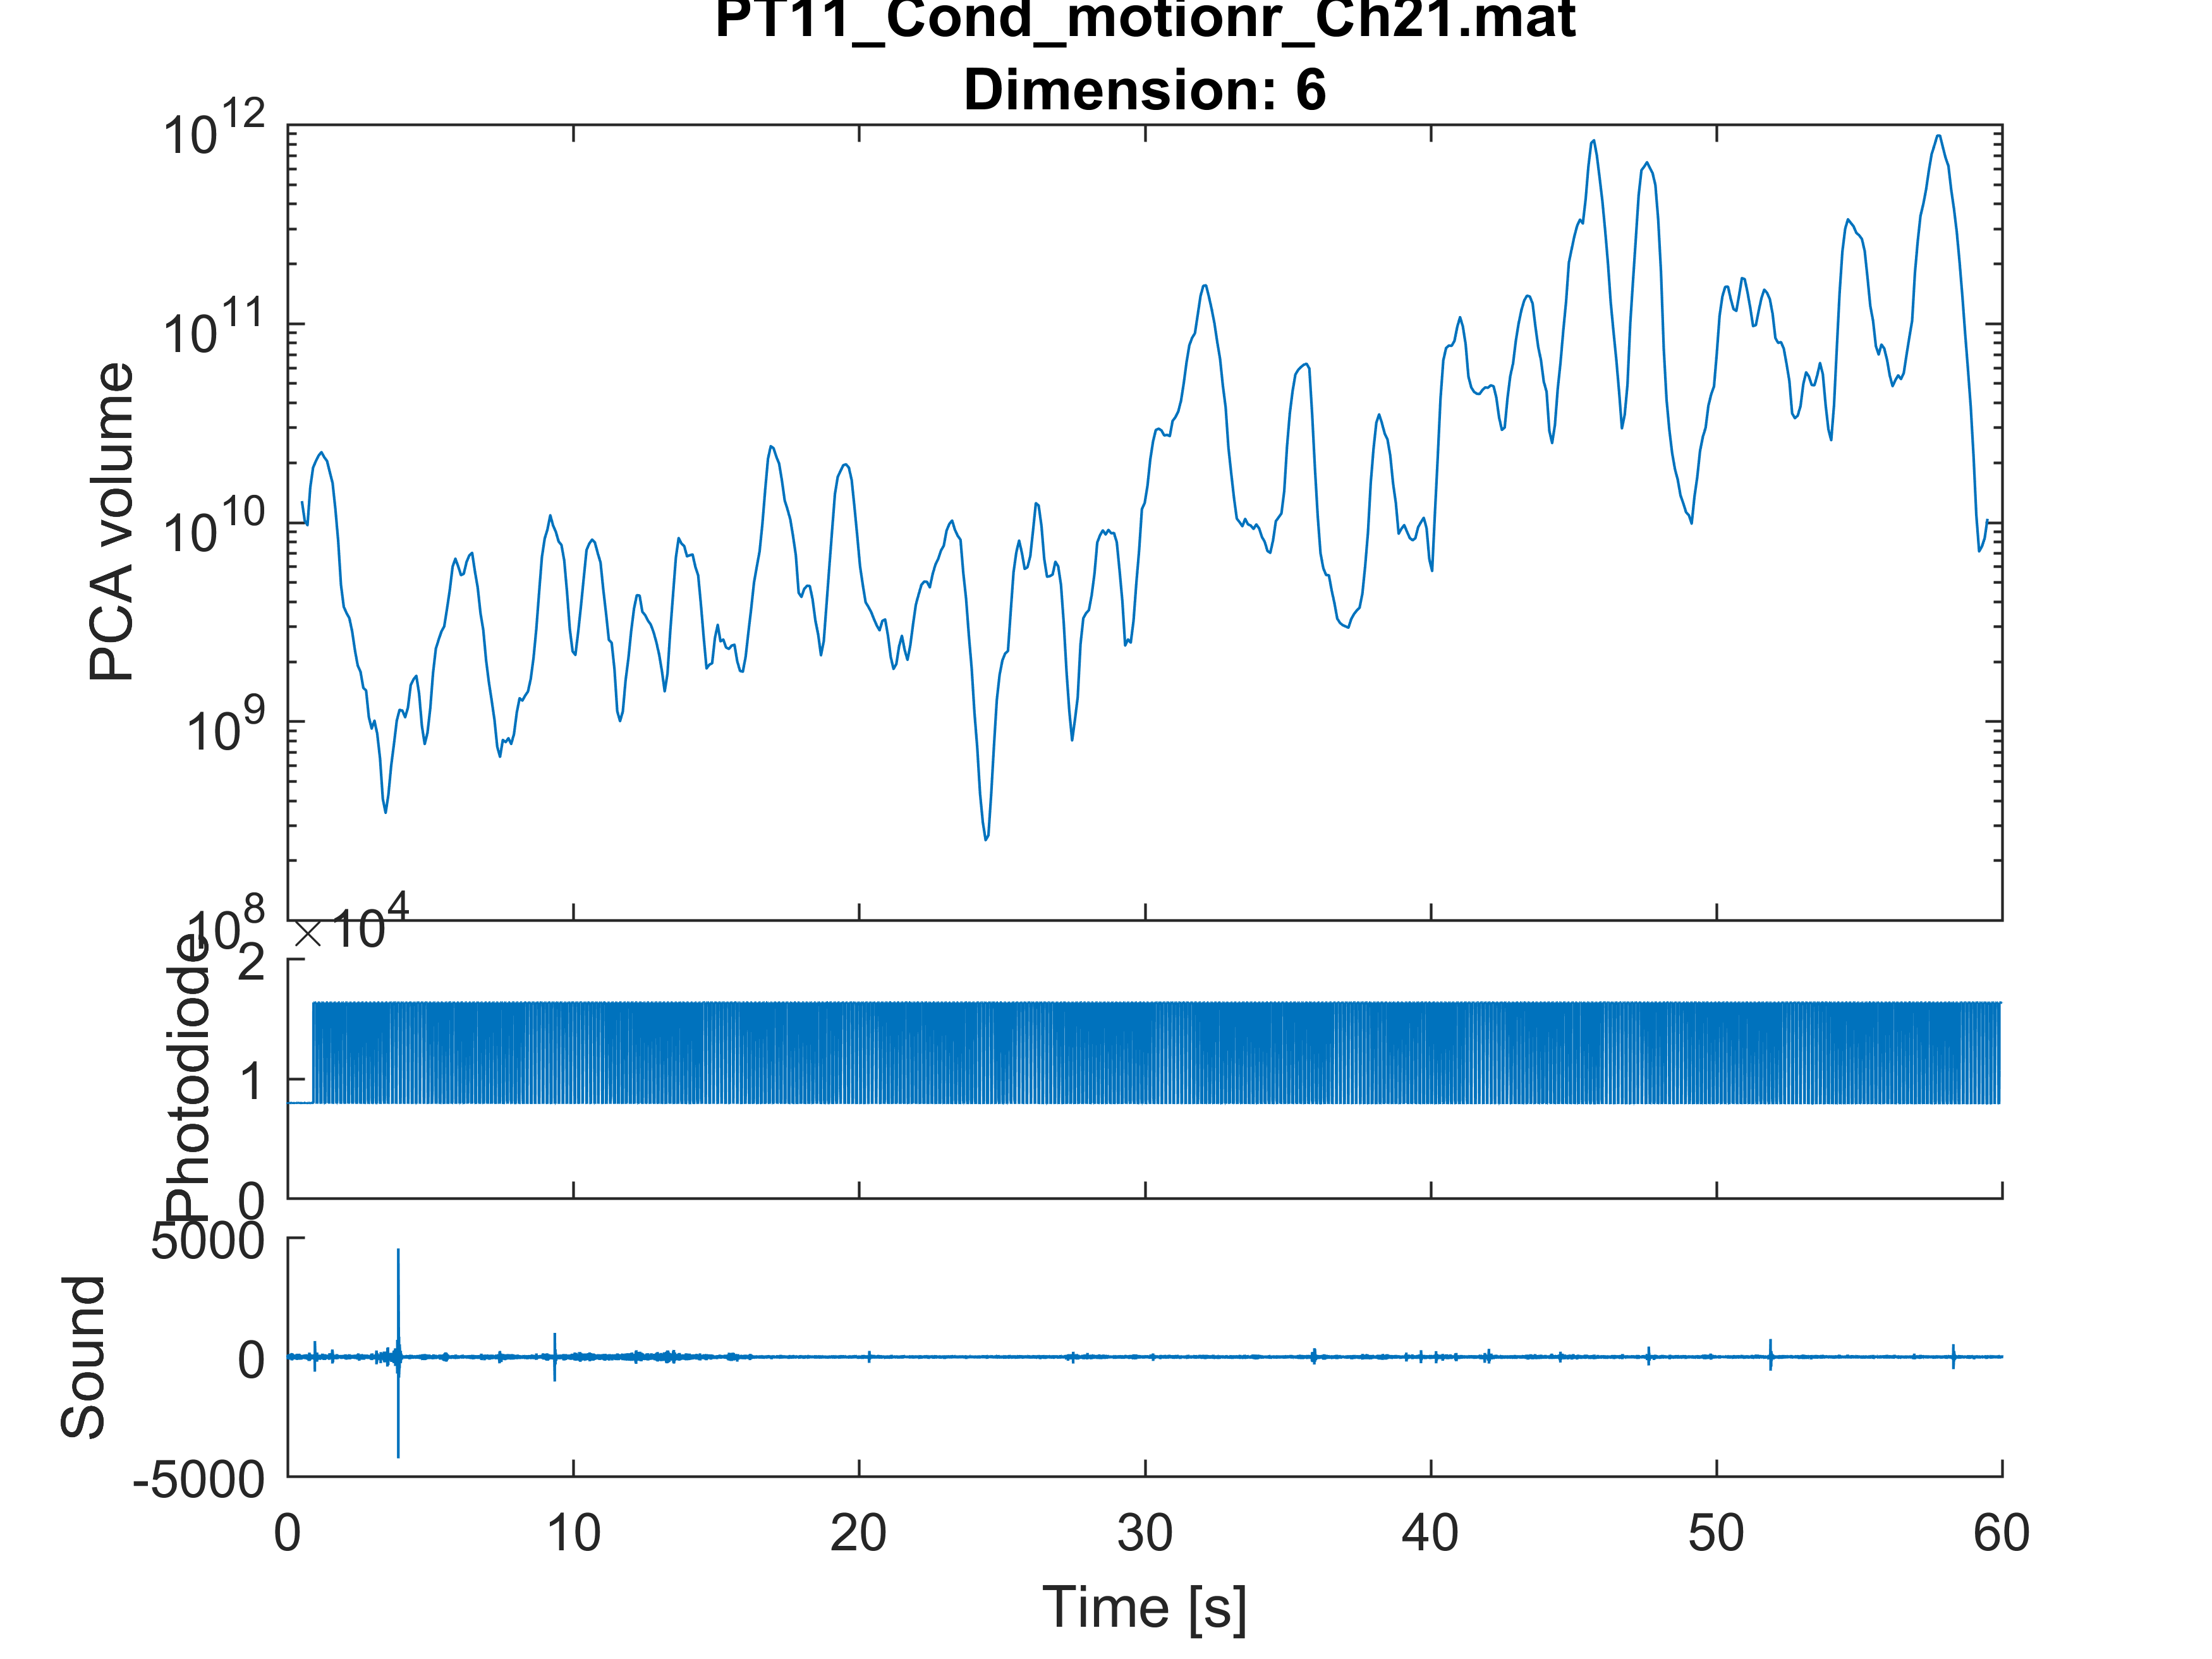 PT11_Cond_motionr_Ch21.mat
Dimension: 6
10^12
10^11
10^10
10^9
10^8
PCA volume
× 10^4
2
1
0
Photodiode
5000
0
-5000
Sound
0 10 20 30 40 50 60
Time [s]